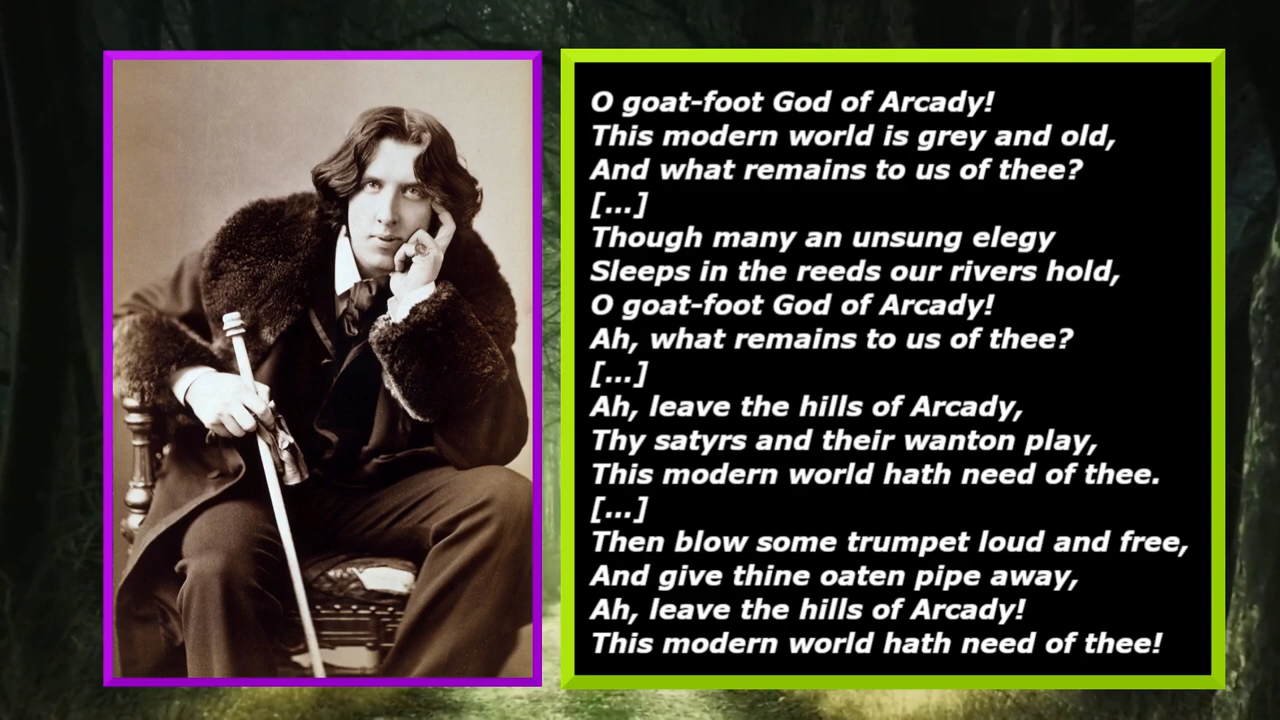 O goat-foot God of Arcady!
This modern world is grey and old,
And what remains to us of thee?
[...]
Though many an unsung elegy
Sleeps in the reeds our rivers hold,
O goat-foot God of Arcady!
Ah, what remains to us of thee?
[...]
Ah, leave the hills of Arcady,
Thy satyrs and their wanton play,
This modern world hath need of thee.
[...]
Then blow some trumpet loud and free,
And give thine oaten pipe away,
Ah, leave the hills of Arcady!
This modern world hath need of thee!